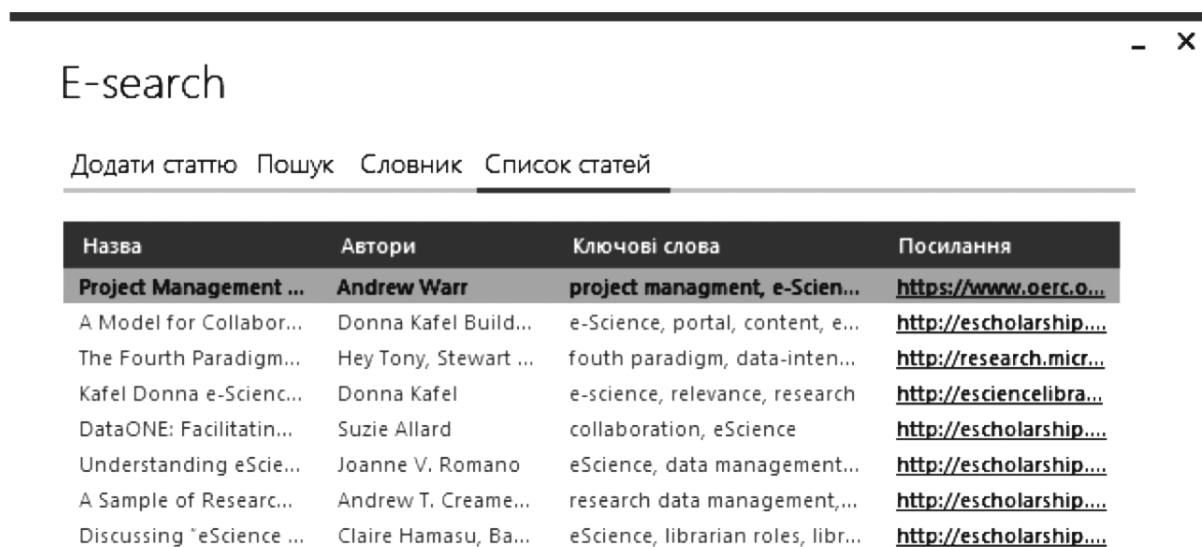 E-search
Додати статтю Пошук Словник Список статей
Назва Автори Ключові слова Посилання
Project Management ... Andrew Warr project managment, e-Scien... https://www.oerc.o...
A Model for Collabor... Donna Kafel Build... e-Science, portal, content, e... http://escholarship....
The Fourth Paradigm... Hey Tony, Stewart ... fouth paradigm, data-inten... http://research.micr...
Kafel Donna e-Scienc... Donna Kafel e-science, relevance, research http://esciencelibra...
DataONE: Facilitatin... Suzie Allard collaboration, eScience http://escholarship....
Understanding eScie... Joanne V. Romano eScience, data management... http://escholarship....
A Sample of Researc... Andrew T. Creame... research data management,... http://escholarship....
Discussing "eScience ... Claire Hamasu, Ba... eScience, librarian roles, libr... http://escholarship....